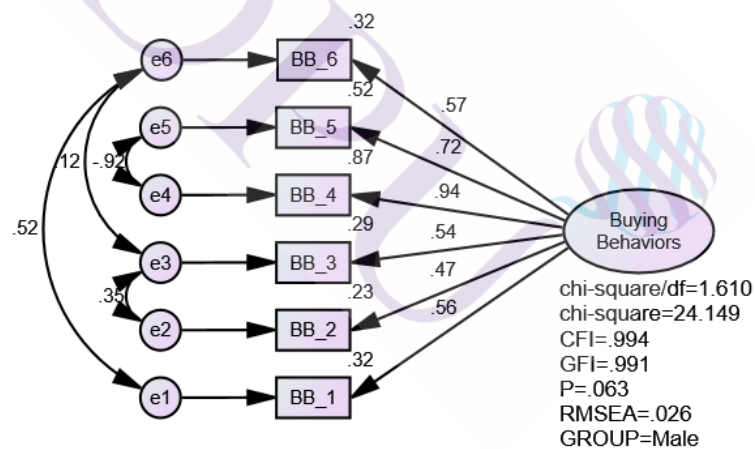 .32
e6
BB_6
.57
.52
e5
BB_5
.72
.87
.12
-.92
e4
BB_4
.94
.29
.52
e3
BB_3
.54
.23
.35
e2
BB_2
.47
.32
e1
BB_1
.56
Buying
Behaviors
chi-square/df=1.610
chi-square=24.149
CFI=.994
GFI=.991
P=.063
RMSEA=.026
GROUP=Male